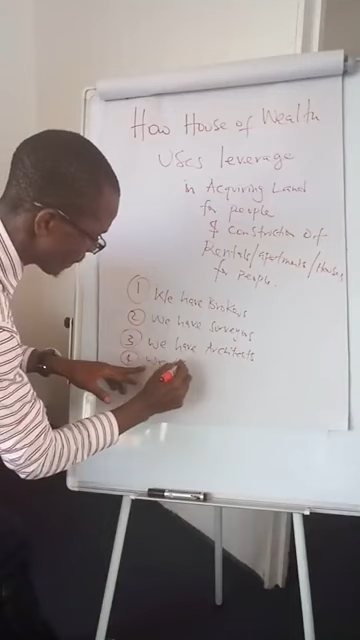 How House of Wealth
Uses leverage
in Acquiring Land
for people
& Construction of
Rentals/apartments/Houses
for people.
① We have Brokers
② We have Surveyors
③ We have Architects
④ We